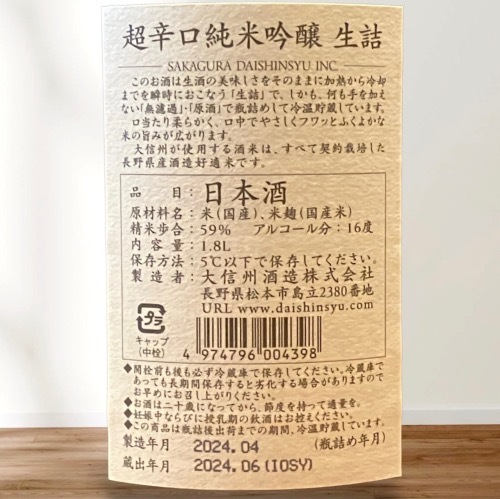 超辛口純米吟醸 生詰
SAKAGURA DAISHINSYU INC.
このお酒は生酒の美味しさをそのままに加熱から冷却
までを瞬時におこなう「生詰」で、しかも、何も手を加えな
い「無濾過」・「原酒」で瓶詰めして冷温貯蔵しています。
口当たり柔らかく、口中でやさしくフワッとふくよかな
米の旨みが広がります。
大信州が使用する酒米は、すべて契約栽培した
長野県産酒造好適米です。
品目：日本酒
原材料名：米(国産)、米麹(国産米)
精米歩合：59% アルコール分：16度
内容量：1.8L
保存方法：5℃以下で保存してください。
製造者：大信州酒造株式会社
長野県松本市島立2380番地
URL www.daishinsyu.com
プラ
キャップ
(中栓)
4 974796 004398
◆開栓前も後も必ず冷蔵庫で保存してください。冷蔵庫で
あっても長期間保存すると劣化する場合がありますので
お早めにお召し上がりください。
◆お酒は二十歳になってから、節度を持って適量を。
◆妊娠中ならびに授乳期の飲酒はお控えください。
◆この商品は瓶詰後出荷までの期間、冷温貯蔵しています。
製造年月 2024.04 (瓶詰め年月)
蔵出年月 2024.06 (IOSY)